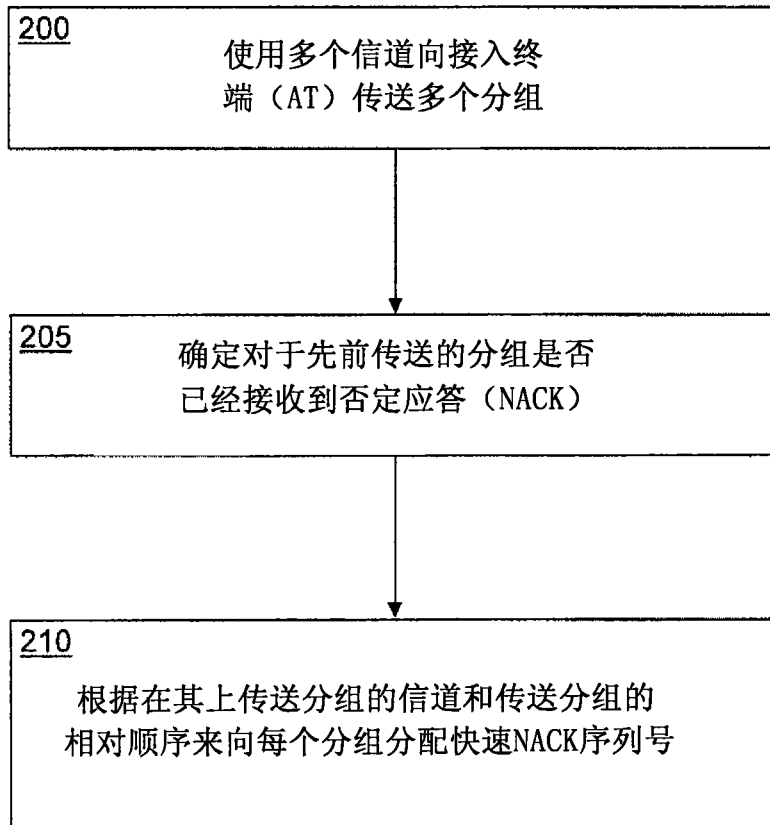 200
使用多个信道向接入终
端（AT）传送多个分组
205
确定对于先前传送的分组是否
已经接收到否定应答（NACK）
210
根据在其上传送分组的信道和传送分组的
相对顺序来向每个分组分配快速NACK序列号